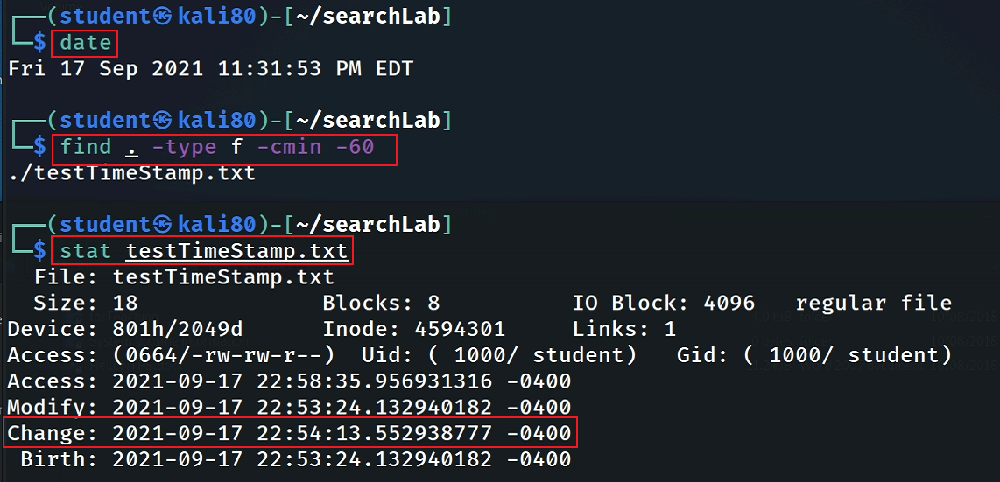 ┌──(student㉿kali80)-[~/searchLab]
└─$ date
Fri 17 Sep 2021 11:31:53 PM EDT
┌──(student㉿kali80)-[~/searchLab]
└─$ find . -type f -cmin -60
./testTimeStamp.txt
┌──(student㉿kali80)-[~/searchLab]
└─$ stat testTimeStamp.txt
  File: testTimeStamp.txt
  Size: 18              Blocks: 8          IO Block: 4096   regular file
Device: 801h/2049d      Inode: 4594301     Links: 1
Access: (0664/-rw-rw-r--)  Uid: ( 1000/ student)   Gid: ( 1000/ student)
Access: 2021-09-17 22:58:35.956931316 -0400
Modify: 2021-09-17 22:53:24.132940182 -0400
Change: 2021-09-17 22:54:13.552938777 -0400
 Birth: 2021-09-17 22:53:24.132940182 -0400